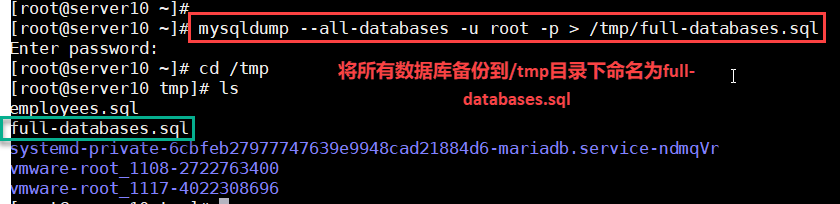 [root@server10 ~]#
[root@server10 ~]# mysqldump --all-databases -u root -p > /tmp/full-databases.sql
Enter password:
[root@server10 ~]# cd /tmp
[root@server10 tmp]# ls
将所有数据库备份到/tmp目录下命名为full-
databases.sql
employees.sql
full-databases.sql
systemd-private-6cbfeb27977747639e9948cad21884d6-mariadb.service-ndmqVr
vmware-root_1108-2722763400
vmware-root_1117-4022308696